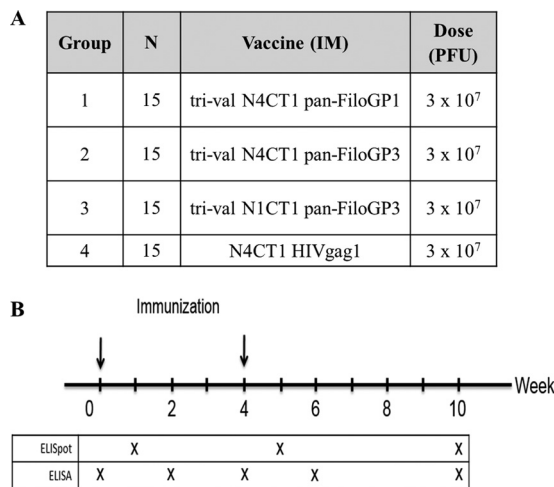 A
Group N Vaccine (IM) Dose (PFU)
1 15 tri-val N4CT1 pan-FiloGP1 3 x 10⁷
2 15 tri-val N4CT1 pan-FiloGP3 3 x 10⁷
3 15 tri-val N1CT1 pan-FiloGP3 3 x 10⁷
4 15 N4CT1 HIVgag1 3 x 10⁷
B
Immunization
Week
0 2 4 6 8 10
ELISpot X X X
ELISA X X X X X